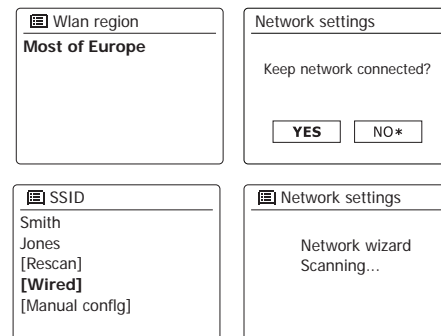 Wlan region
Most of Europe
Network settings
Keep network connected?
YES NO*
SSID
Smith
Jones
[Rescan]
[Wired]
[Manual conflg]
Network settings
Network wizard
Scanning...